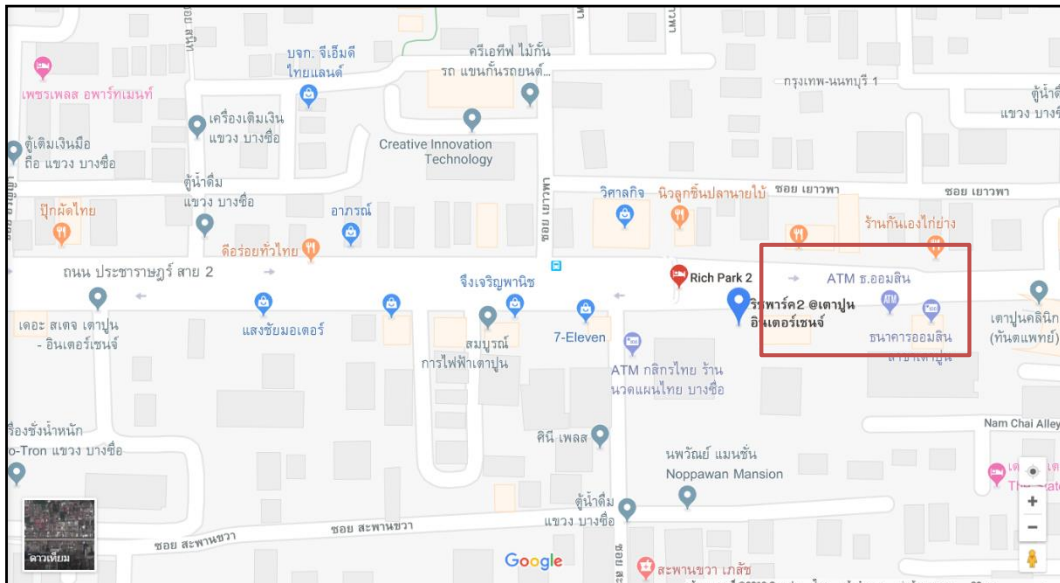 เพชรเพลส อพาร์ทเมนท์
บจก. จีเอ็มดี
ไทยแลนด์
ครีเอทีฟ ไม้กั้น
รถ แขนกั้นรถยนต์...
กรุงเทพ-นนทบุรี 1
ตู้เติมเงินมือ
ถือ แขวง บางซื่อ
เครื่องเติมเงิน
แขวง บางซื่อ
Creative Innovation
Technology
ตู้น้ำดื่ม
แขวง บางซื่อ
ปุ๊กผัดไทย
อาภรณ์
ซอย เยาวพา
วิศาลกิจ
นิวลูกชิ้นปลานายใบ้
ซอย เยาวพา
ซอย เยาวพา
ร้านกันเองไก่ย่าง
ดีอร่อยทั่วไทย
ถนน ประชาราษฎร์ สาย 2
Rich Park 2
ATM ธ.ออมสิน
จึงเจริญพานิช
ริชพาร์ค2 @เตาปูน
อินเตอร์เชนจ์
ATM
เดอะ สเตจ เตาปูน
- อินเตอร์เชนจ์
แสงชัยมอเตอร์
สมบูรณ์
การไฟฟ้าเตาปูน
7-Eleven
ธนาคารออมสิน
สาขาเตาปูน
เตาปูนคลินิก
(ทันตแพทย์)
ATM กสิกรไทย ร้าน
นวดแผนไทย บางซื่อ
Nam Chai Alley
o-Tron แขวง บางซื่อ
ศินี เพลส
นพวัณย์ แมนชั่น
Noppawan Mansion
ตู้น้ำดื่ม
แขวง บางซื่อ
ซอย สะพานขวา
ซอย สะพานขวา
ดาวเทียม
Google
สะพานขวา เภสัช